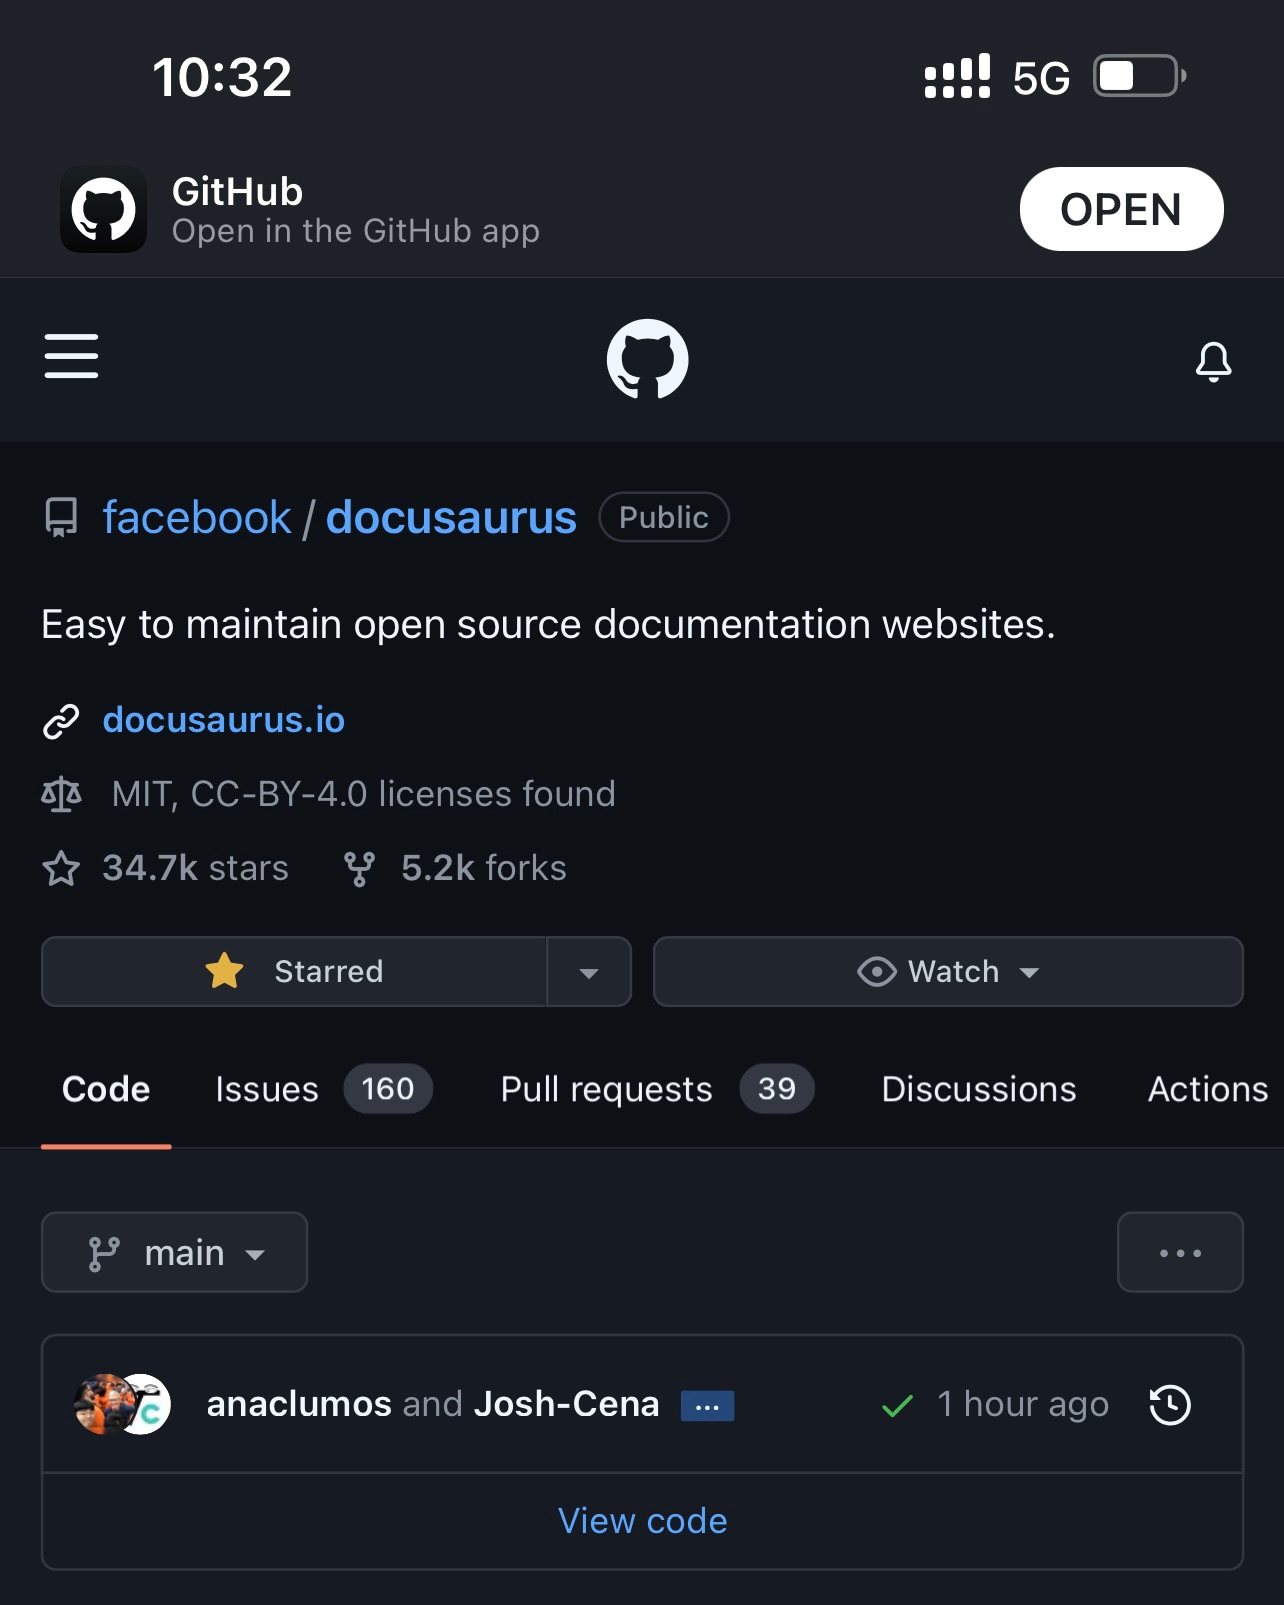 10:32 5G
GitHub
Open in the GitHub app
OPEN
facebook / docusaurus Public
Easy to maintain open source documentation websites.
docusaurus.io
MIT, CC-BY-4.0 licenses found
34.7k stars 5.2k forks
Starred Watch
Code Issues 160 Pull requests 39 Discussions Actions
main ...
anaclumos and Josh-Cena ... 1 hour ago
View code